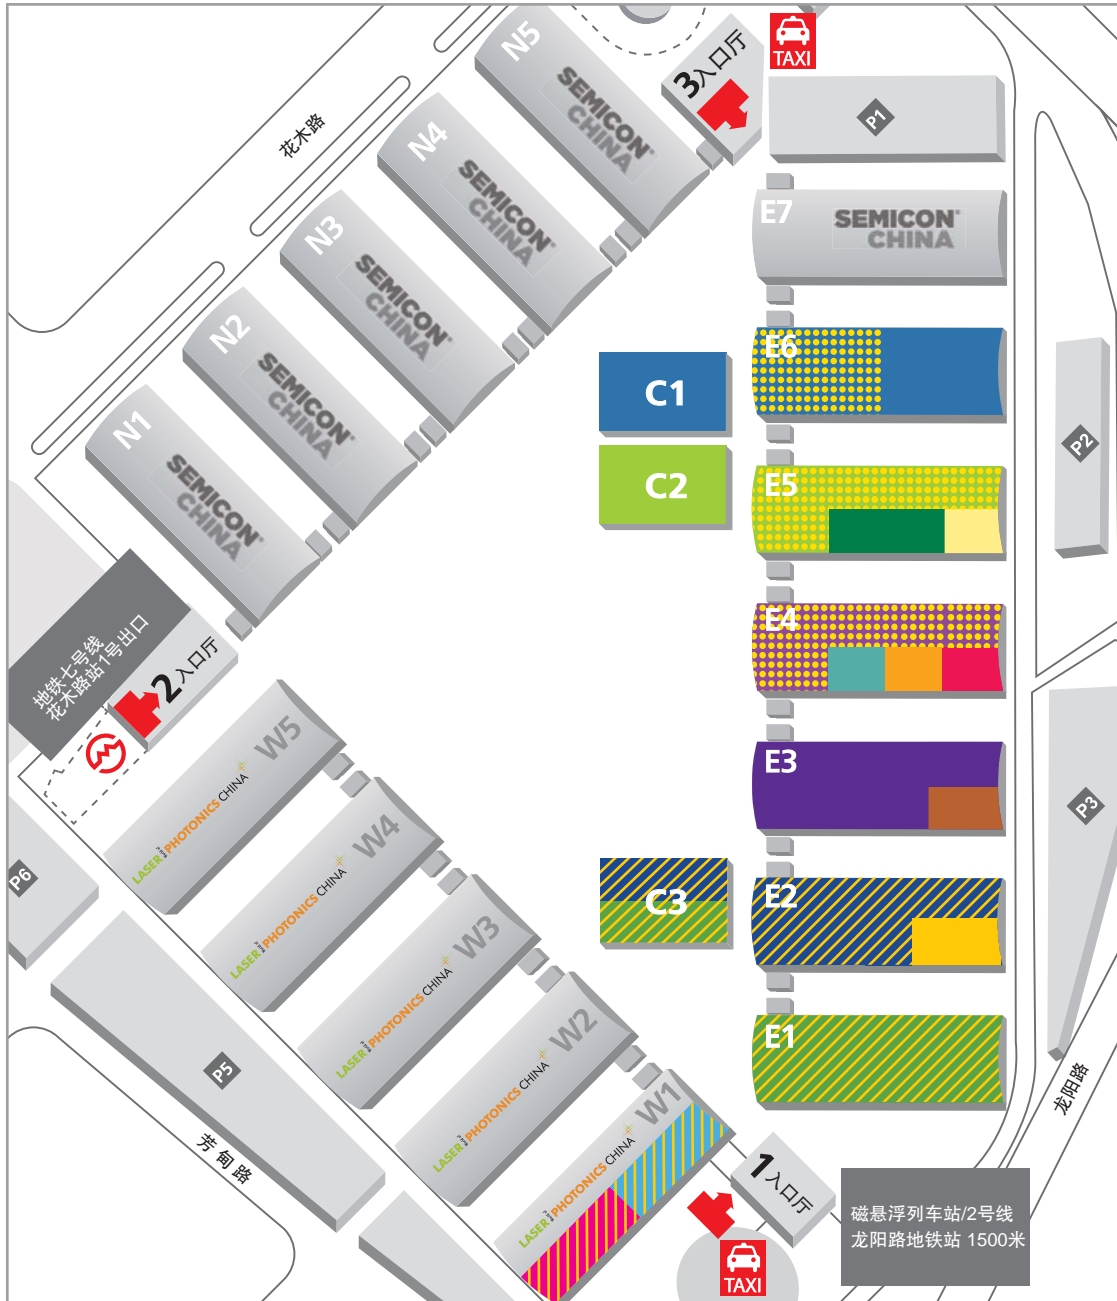 N5
SEMICON
CHINA
3入口厅
TAXI
P1
花木路
N4
SEMICON
CHINA
E7
SEMICON
CHINA
N3
SEMICON
CHINA
N2
SEMICON
CHINA
E6
C1
P2
N1
SEMICON
CHINA
C2
E5
E4
地铁七号线
花木路站1号出口
2入口厅
W5
LASER PHOTONICS CHINA
E3
P3
W4
LASER PHOTONICS CHINA
P6
C3
E2
W3
LASER PHOTONICS CHINA
E1
W2
LASER PHOTONICS CHINA
P5
龙阳路
芳甸路
W1
LASER PHOTONICS CHINA
1入口厅
磁悬浮列车站/2号线
龙阳路地铁站 1500米
TAXI